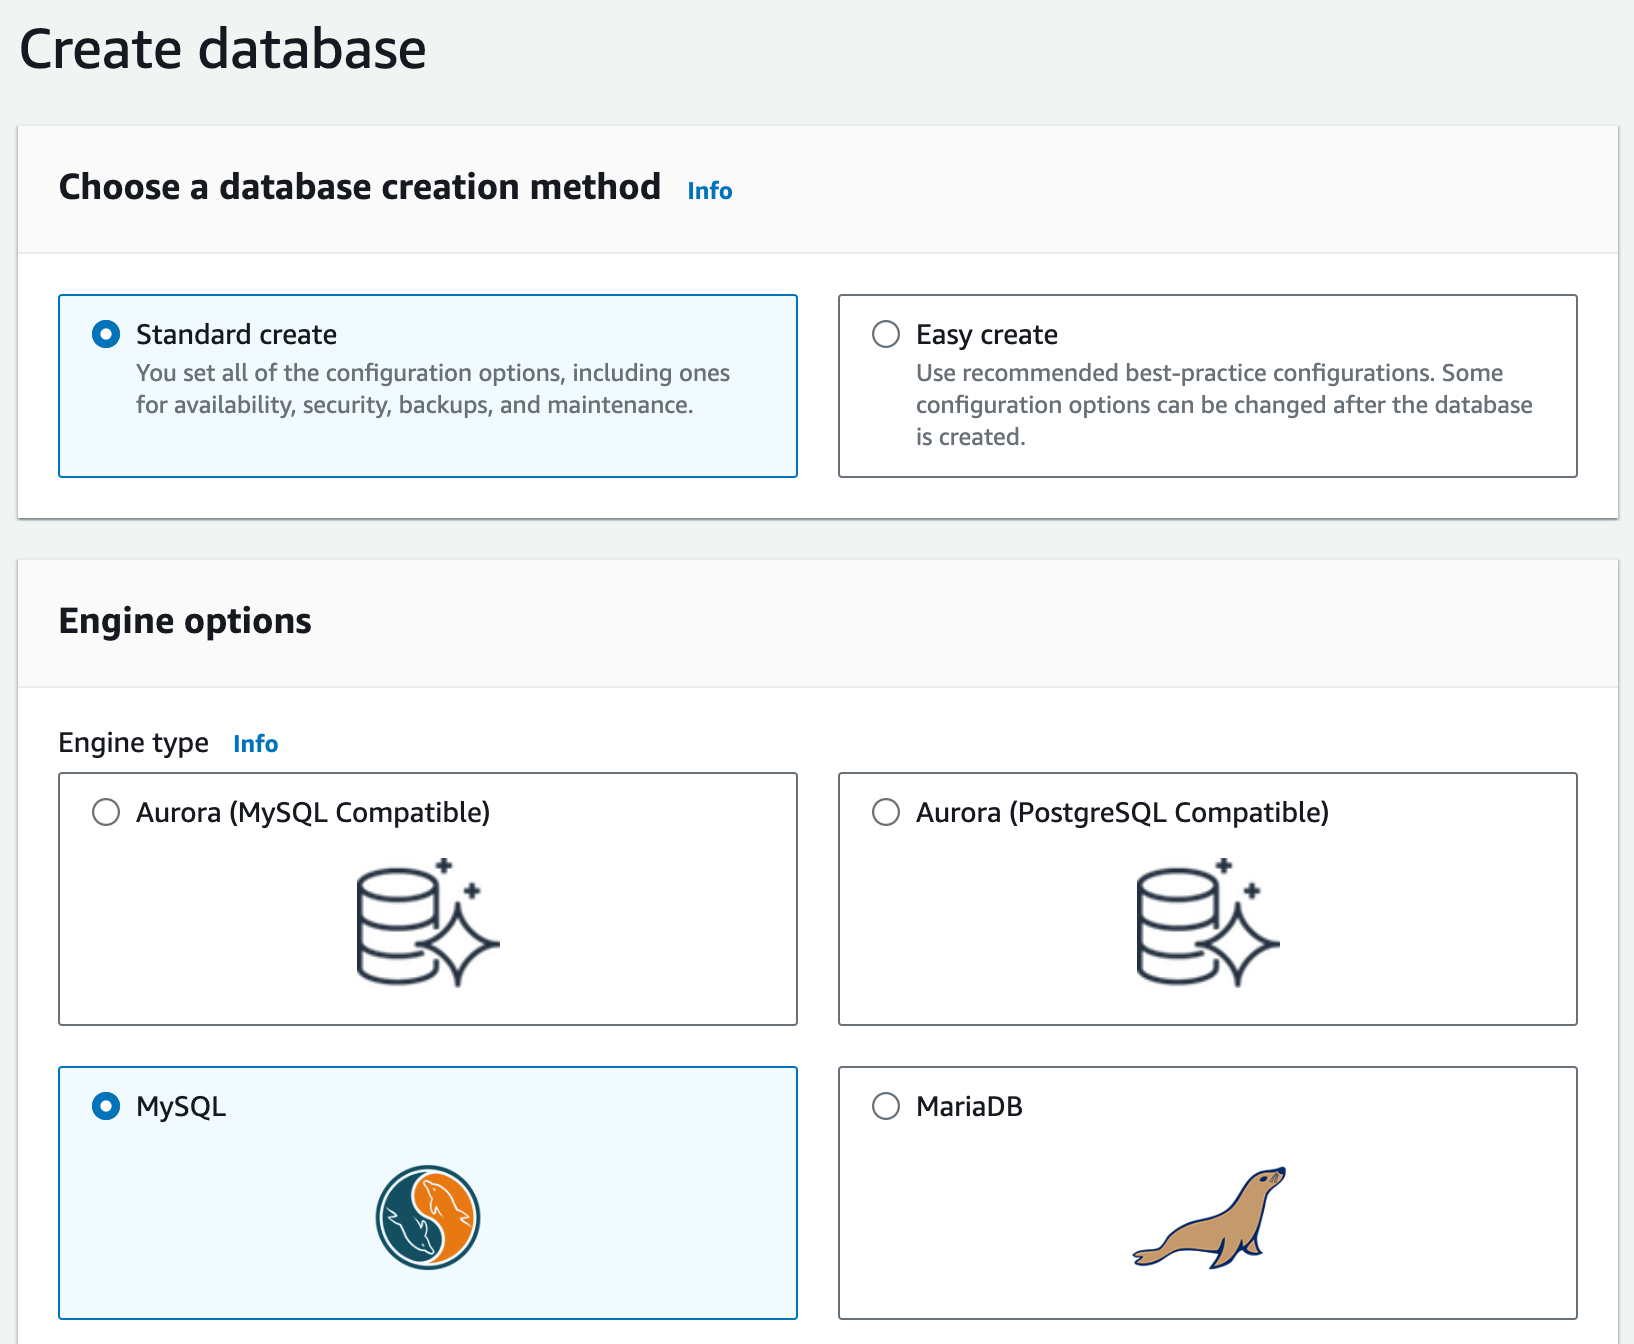 Create database
Choose a database creation method Info
Standard create
You set all of the configuration options, including ones
for availability, security, backups, and maintenance.
Easy create
Use recommended best-practice configurations. Some
configuration options can be changed after the database
is created.
Engine options
Engine type Info
Aurora (MySQL Compatible)
Aurora (PostgreSQL Compatible)
MySQL
MariaDB